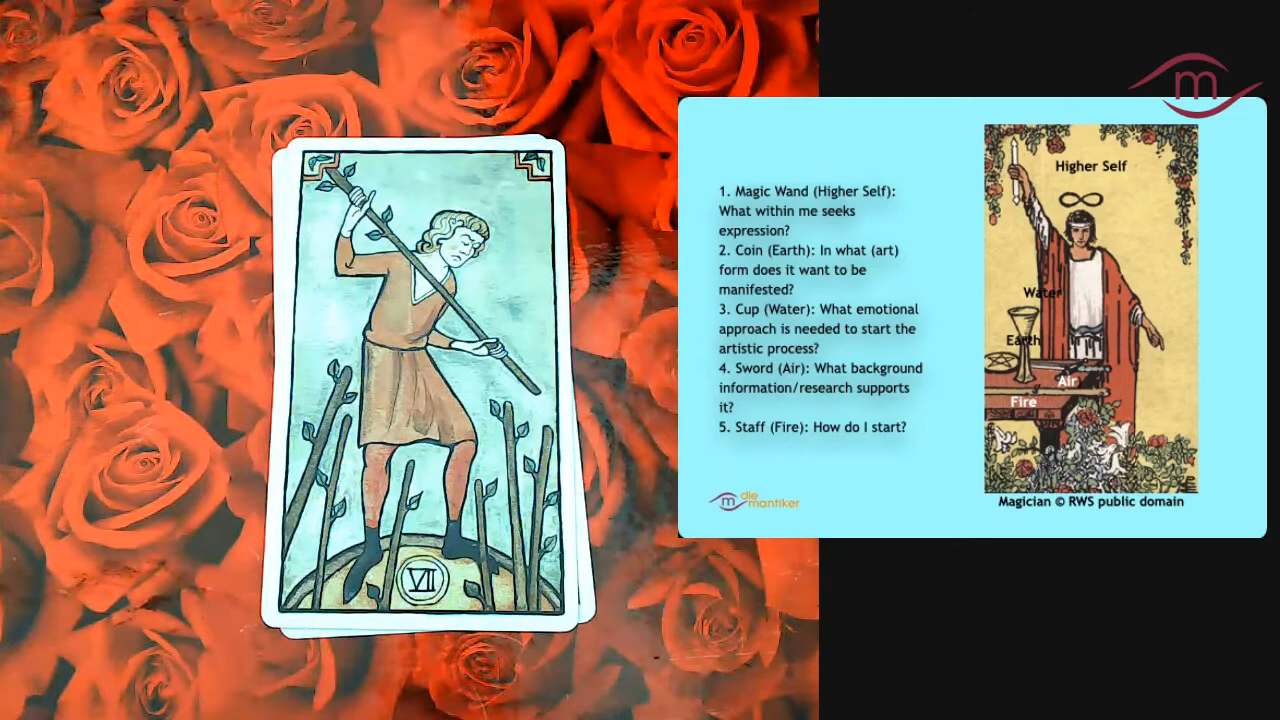 VII
m
1. Magic Wand (Higher Self):
What within me seeks
expression?
2. Coin (Earth): In what (art)
form does it want to be
manifested?
3. Cup (Water): What emotional
approach is needed to start the
artistic process?
4. Sword (Air): What background
information/research supports
it?
5. Staff (Fire): How do I start?
Higher Self
Water
Earth
Air
Fire
Magician © RWS public domain
m die
mantiker